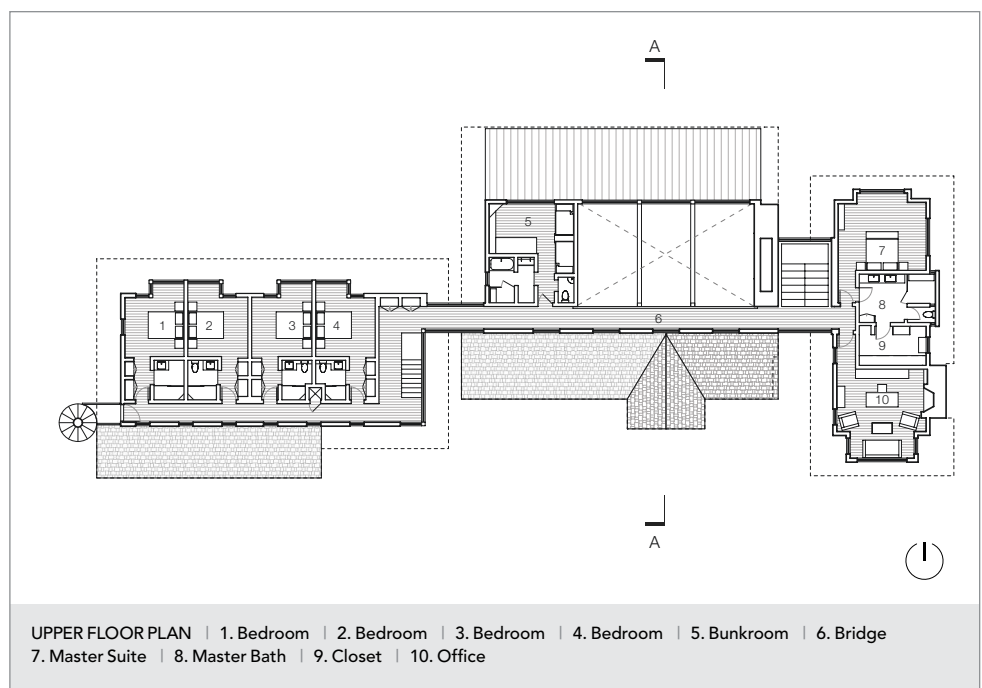 A
5
7
1
2
3
4
6
8
9
10
A
UPPER FLOOR PLAN | 1. Bedroom | 2. Bedroom | 3. Bedroom | 4. Bedroom | 5. Bunkroom | 6. Bridge
7. Master Suite | 8. Master Bath | 9. Closet | 10. Office